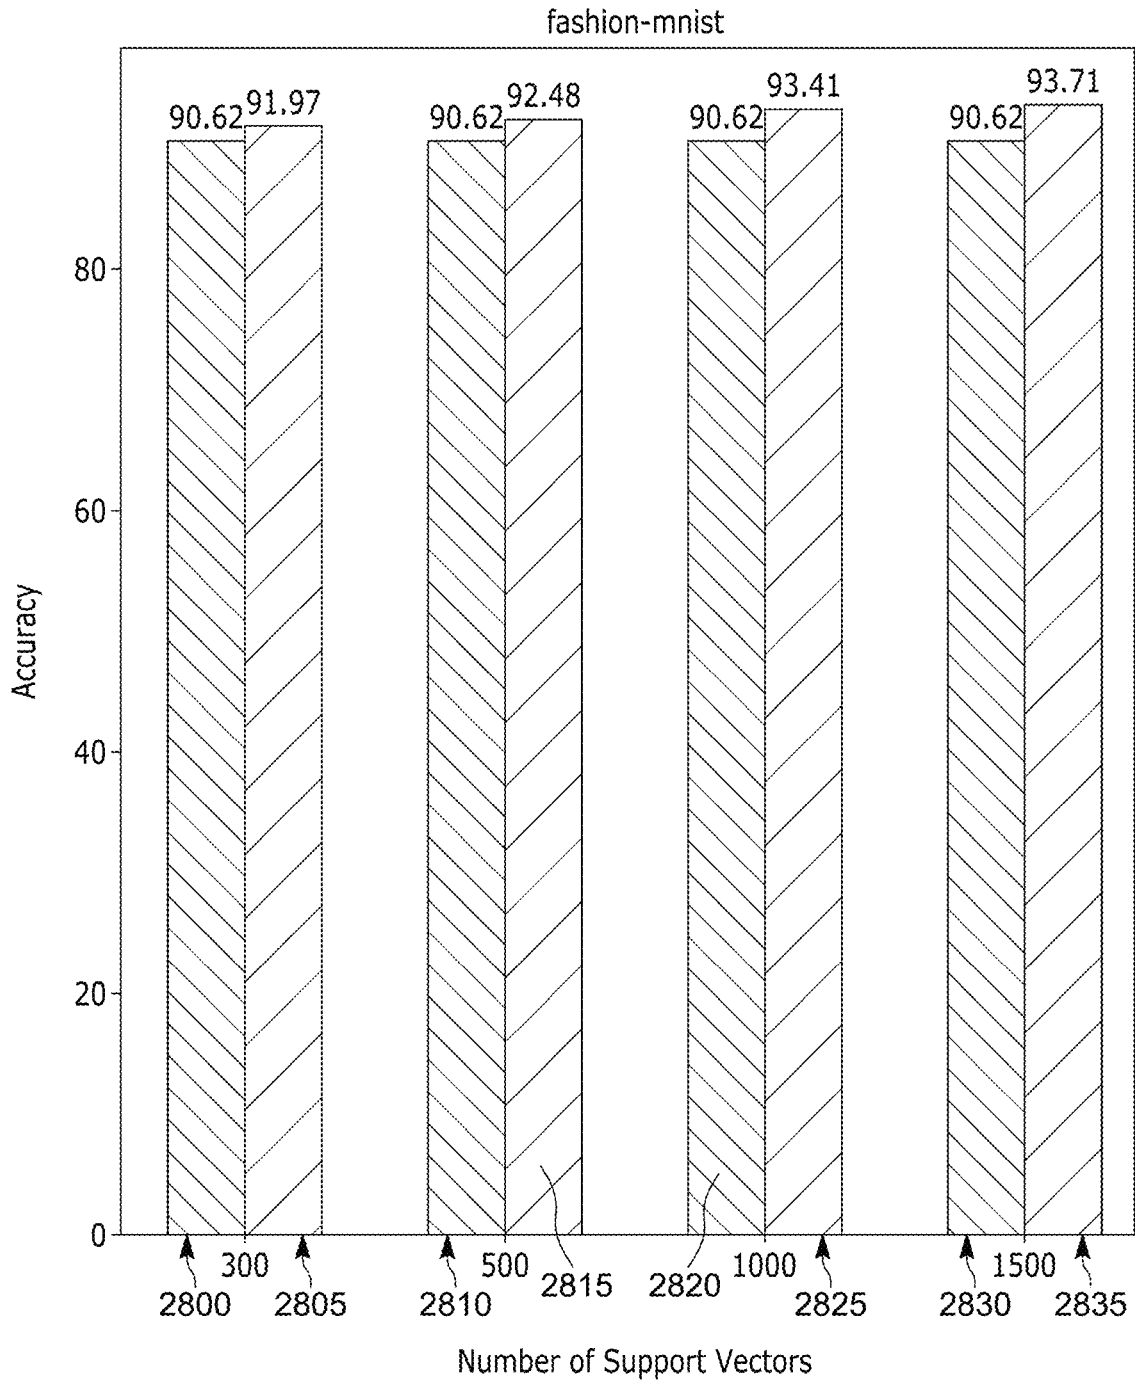 fashion-mnist
90.62 91.97 90.62 92.48 90.62 93.41 90.62 93.71
80
60
40
20
0
Accuracy
300 500 1000 1500
2800 2805 2810 2815 2820 2825 2830 2835
Number of Support Vectors